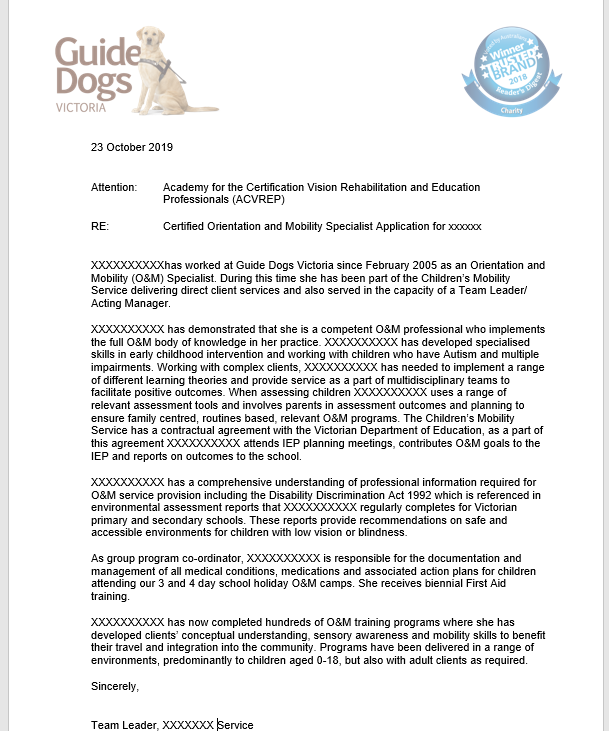 Guide
Dogs
VICTORIA
Voted by Australians
Winner
TRUSTED
BRAND
2018
Reader's Digest
Charity
23 October 2019
Attention: Academy for the Certification Vision Rehabilitation and Education
Professionals (ACVREP)
RE: Certified Orientation and Mobility Specialist Application for xxxxxx
XXXXXXXXXXhas worked at Guide Dogs Victoria since February 2005 as an Orientation and
Mobility (O&M) Specialist. During this time she has been part of the Children's Mobility
Service delivering direct client services and also served in the capacity of a Team Leader/
Acting Manager.
XXXXXXXXXX has demonstrated that she is a competent O&M professional who implements
the full O&M body of knowledge in her practice. XXXXXXXXXX has developed specialised
skills in early childhood intervention and working with children who have Autism and multiple
impairments. Working with complex clients, XXXXXXXXXX has needed to implement a range
of different learning theories and provide service as a part of multidisciplinary teams to
facilitate positive outcomes. When assessing children XXXXXXXXXX uses a range of
relevant assessment tools and involves parents in assessment outcomes and planning to
ensure family centred, routines based, relevant O&M programs. The Children's Mobility
Service has a contractual agreement with the Victorian Department of Education, as a part of
this agreement XXXXXXXXXX attends IEP planning meetings, contributes O&M goals to the
IEP and reports on outcomes to the school.
XXXXXXXXXX has a comprehensive understanding of professional information required for
O&M service provision including the Disability Discrimination Act 1992 which is referenced in
environmental assessment reports that XXXXXXXXXX regularly completes for Victorian
primary and secondary schools. These reports provide recommendations on safe and
accessible environments for children with low vision or blindness.
As group program co-ordinator, XXXXXXXXXX is responsible for the documentation and
management of all medical conditions, medications and associated action plans for children
attending our 3 and 4 day school holiday O&M camps. She receives biennial First Aid
training.
XXXXXXXXXX has now completed hundreds of O&M training programs where she has
developed clients' conceptual understanding, sensory awareness and mobility skills to benefit
their travel and integration into the community. Programs have been delivered in a range of
environments, predominantly to children aged 0-18, but also with adult clients as required.
Sincerely,
Team Leader, XXXXXXX Service